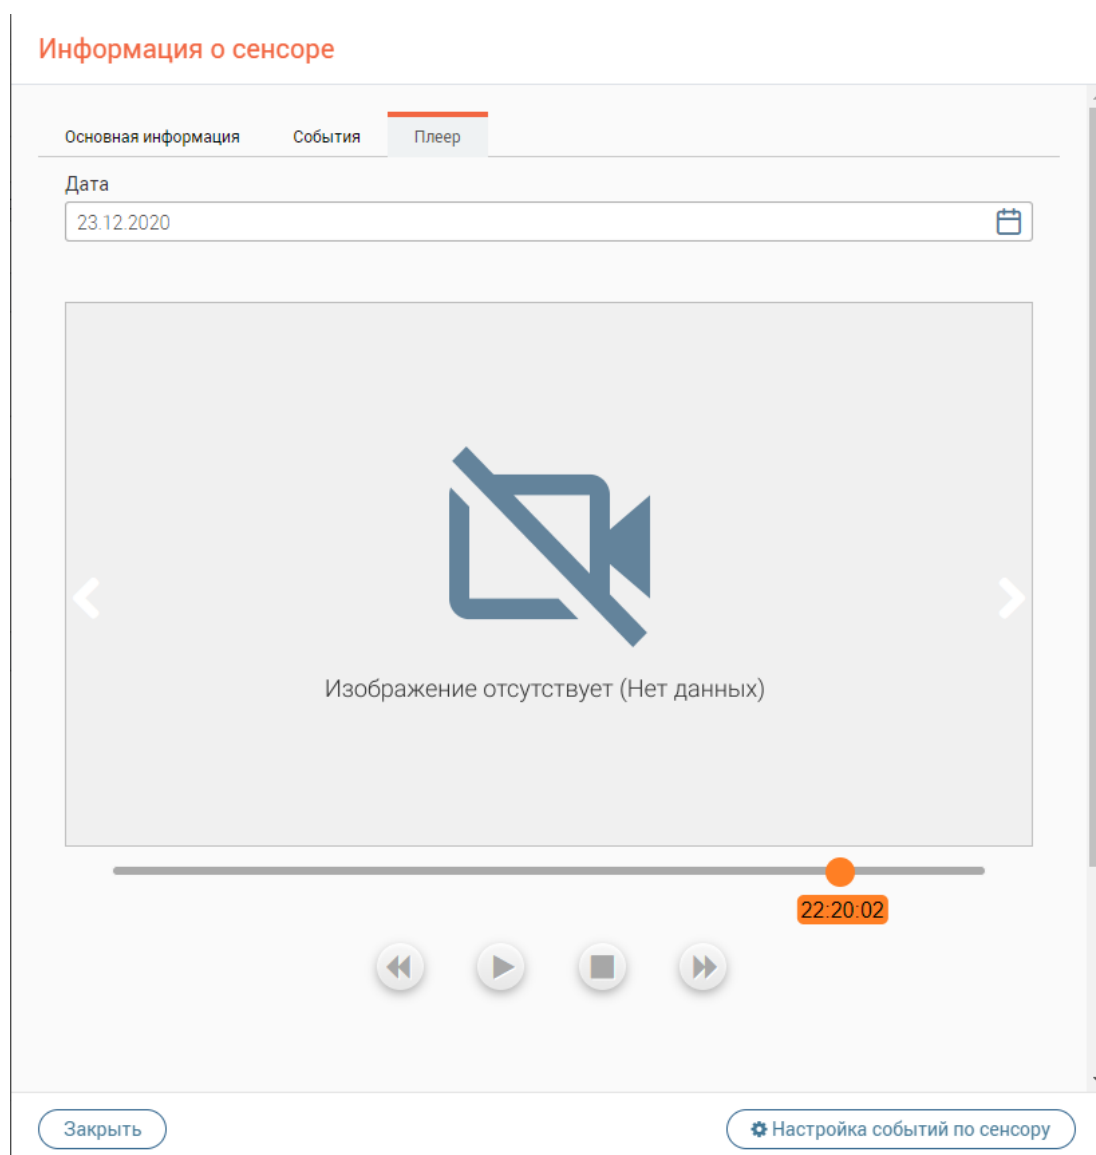 Информация о сенсоре
Основная информация События Плеер
Дата
23.12.2020
Изображение отсутствует (Нет данных)
22:20:02
Закрыть Настройка событий по сенсору